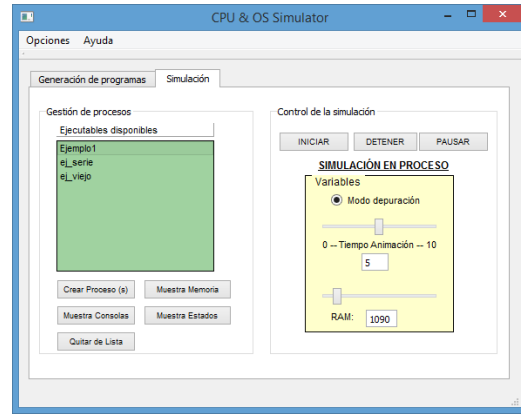 CPU & OS Simulator
Opciones Ayuda
Generación de programas Simulación
Gestión de procesos
Ejecutables disponibles
Ejemplo1
ej_serie
ej_viejo
Crear Proceso (s) Muestra Memoria
Muestra Consolas Muestra Estados
Quitar de Lista
Control de la simulación
INICIAR DETENER PAUSAR
SIMULACIÓN EN PROCESO
Variables
Modo depuración
0 -- Tiempo Animación -- 10
5
RAM: 1090